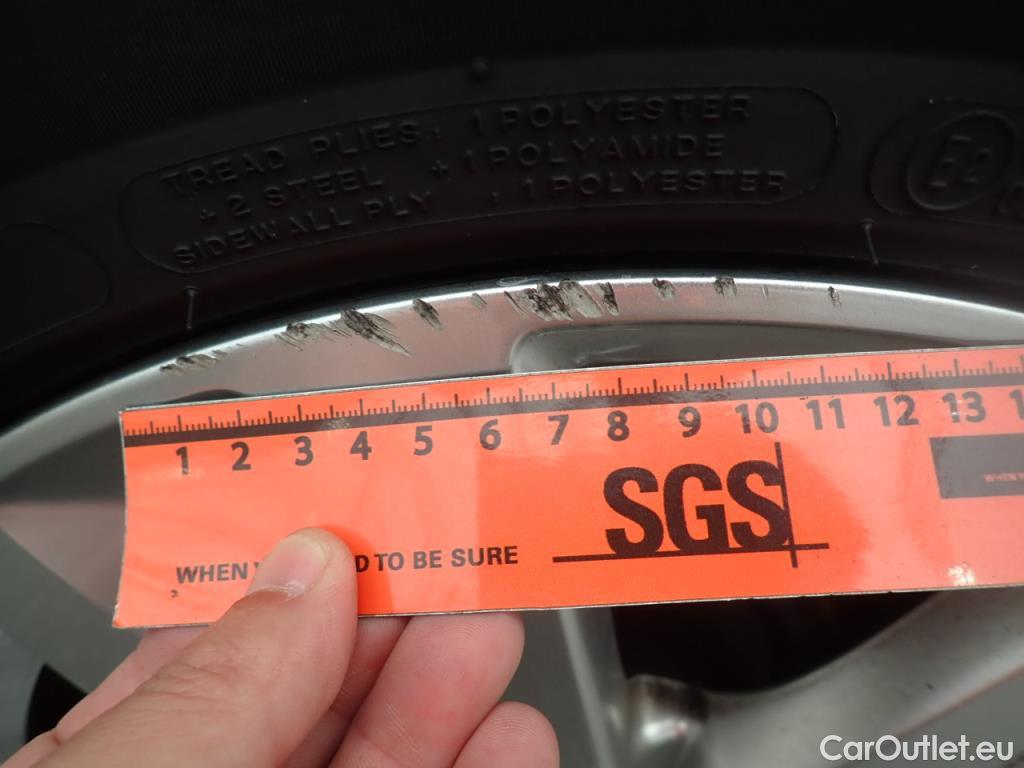 TREAD PLIES: 1 POLYESTER
+ 2 STEEL + 1 POLYAMIDE
SIDEWALL PLY : 1 POLYESTER
E2
1 2 3 4 5 6 7 8 9 10 11 12 13
SGS
WHEN D TO BE SURE
CarOutlet.eu